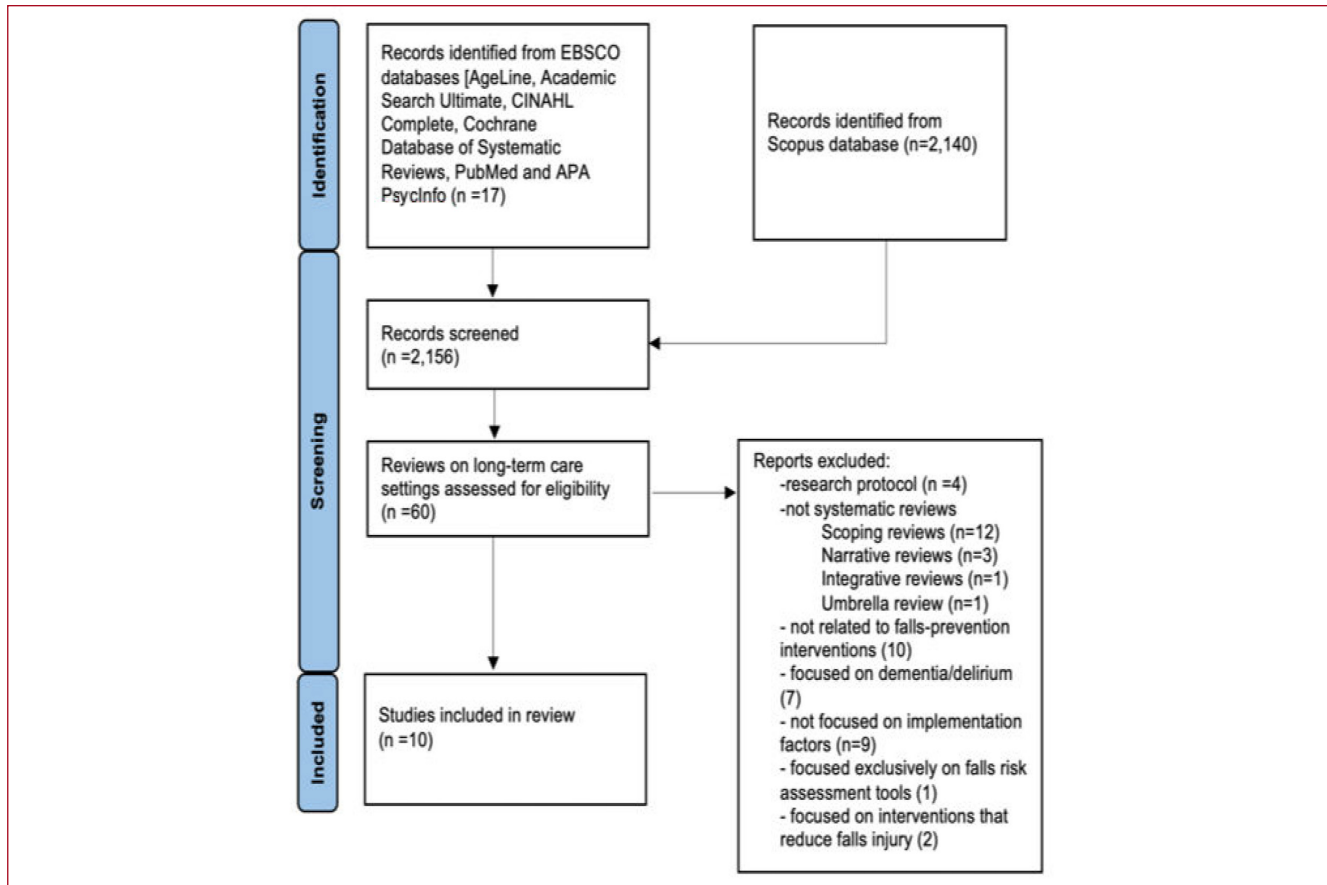 Identification
Records identified from EBSCO
databases [AgeLine, Academic
Search Ultimate, CINAHL
Complete, Cochrane
Database of Systematic
Reviews, PubMed and APA
PsycInfo (n =17)
Records identified from
Scopus database (n=2,140)
Screening
Records screened
(n =2,156)
Reviews on long-term care
settings assessed for eligibility
(n =60)
Reports excluded:
-research protocol (n =4)
-not systematic reviews
Scoping reviews (n=12)
Narrative reviews (n=3)
Integrative reviews (n=1)
Umbrella review (n=1)
- not related to falls-prevention
interventions (10)
- focused on dementia/delirium
(7)
- not focused on implementation
factors (n=9)
- focused exclusively on falls risk
assessment tools (1)
- focused on interventions that
reduce falls injury (2)
Included
Studies included in review
(n =10)